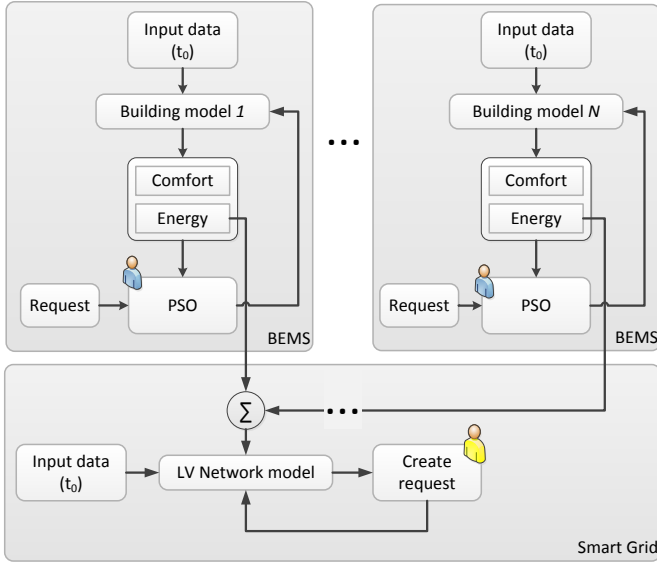 Input data
(t₀)
Building model 1
Comfort
Energy
Request
PSO
BEMS
...
Input data
(t₀)
Building model N
Comfort
Energy
Request
PSO
BEMS
Σ
...
Input data
(t₀)
LV Network model
Create
request
Smart Grid